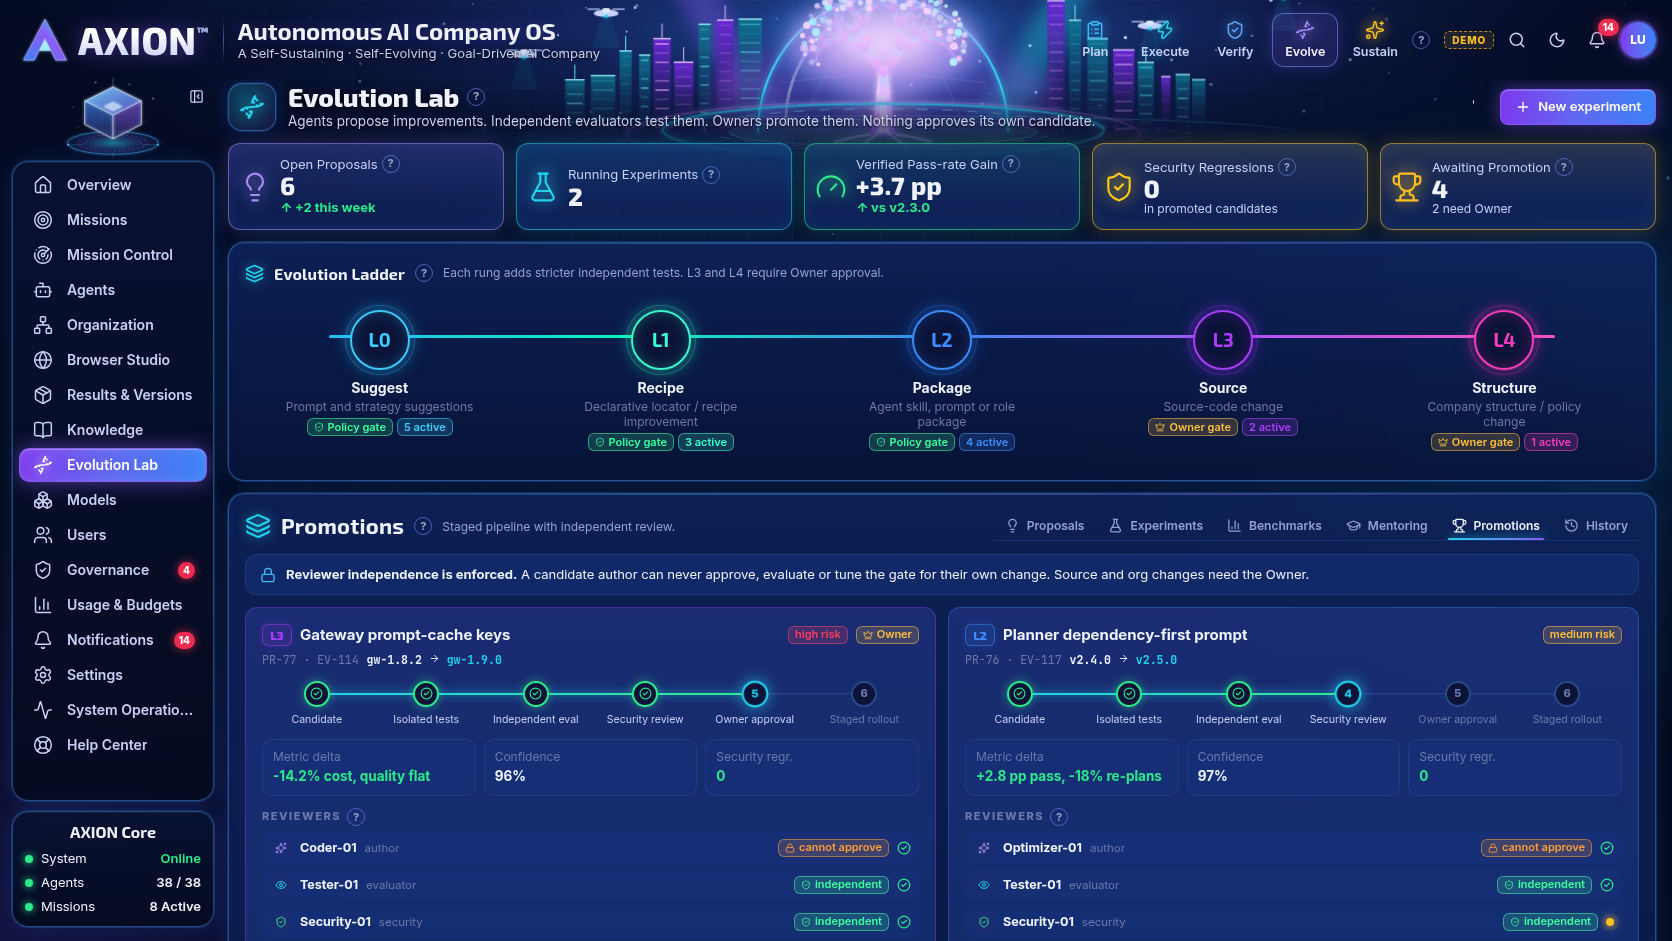 AXION™
Autonomous AI Company OS
A Self-Sustaining · Self-Evolving · Goal-Driven AI Company
Plan
Execute
Verify
Evolve
Sustain
?
DEMO
14
LU
Overview
Missions
Mission Control
Agents
Organization
Browser Studio
Results & Versions
Knowledge
Evolution Lab
Models
Users
Governance 4
Usage & Budgets
Notifications 14
Settings
System Operatio...
Help Center
AXION Core
System Online
Agents 38 / 38
Missions 8 Active
Evolution Lab ?
Agents propose improvements. Independent evaluators test them. Owners promote them. Nothing approves its own candidate.
+ New experiment
Open Proposals ?
6
↑ +2 this week
Running Experiments ?
2
Verified Pass-rate Gain ?
+3.7 pp
↑ vs v2.3.0
Security Regressions ?
0
in promoted candidates
Awaiting Promotion ?
4
2 need Owner
Evolution Ladder ? Each rung adds stricter independent tests. L3 and L4 require Owner approval.
L0
Suggest
Prompt and strategy suggestions
Policy gate 5 active
L1
Recipe
Declarative locator / recipe
improvement
Policy gate 3 active
L2
Package
Agent skill, prompt or role
package
Policy gate 4 active
L3
Source
Source-code change
Owner gate 2 active
L4
Structure
Company structure / policy
change
Owner gate 1 active
Promotions ? Staged pipeline with independent review.
Proposals
Experiments
Benchmarks
Mentoring
Promotions
History
Reviewer independence is enforced. A candidate author can never approve, evaluate or tune the gate for their own change. Source and org changes need the Owner.
L3 Gateway prompt-cache keys high risk Owner
PR-77 · EV-114 gw-1.8.2 → gw-1.9.0
5 6
Candidate Isolated tests Independent eval Security review Owner approval Staged rollout
Metric delta
-14.2% cost, quality flat
Confidence
96%
Security regr.
0
REVIEWERS ?
Coder-01 author cannot approve
Tester-01 evaluator independent
Security-01 security independent
L2 Planner dependency-first prompt medium risk
PR-76 · EV-117 v2.4.0 → v2.5.0
4 5 6
Candidate Isolated tests Independent eval Security review Owner approval Staged rollout
Metric delta
+2.8 pp pass, -18% re-plans
Confidence
97%
Security regr.
0
REVIEWERS ?
Optimizer-01 author cannot approve
Tester-01 evaluator independent
Security-01 security independent